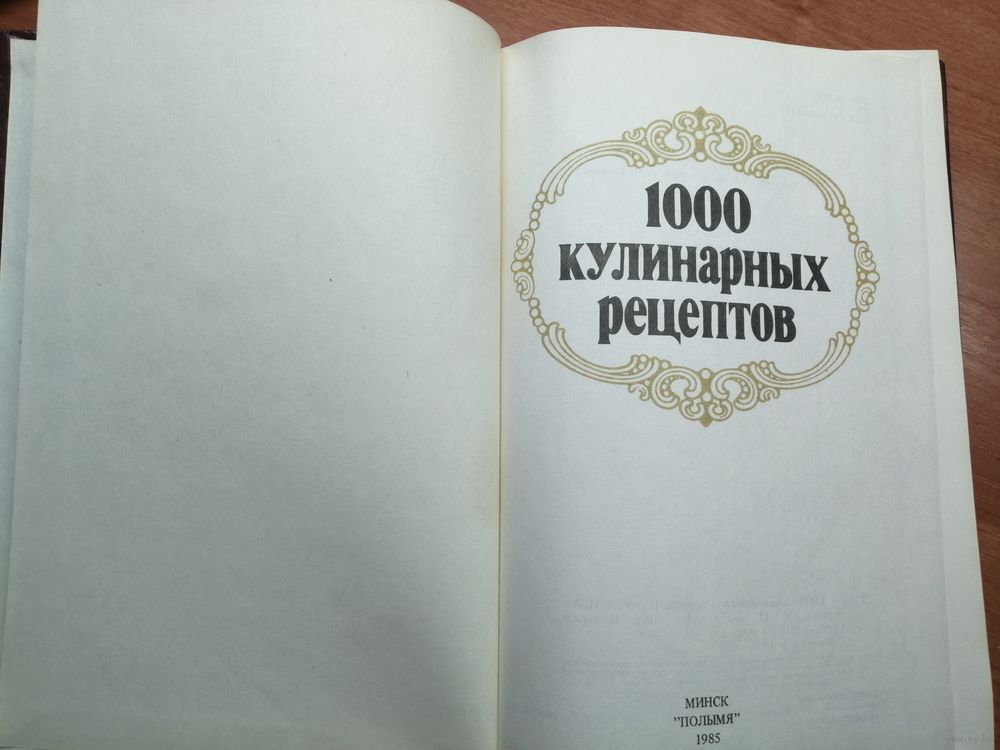 1000
кулинарных
рецептов
МИНСК
"ПОЛЫМЯ"
1985